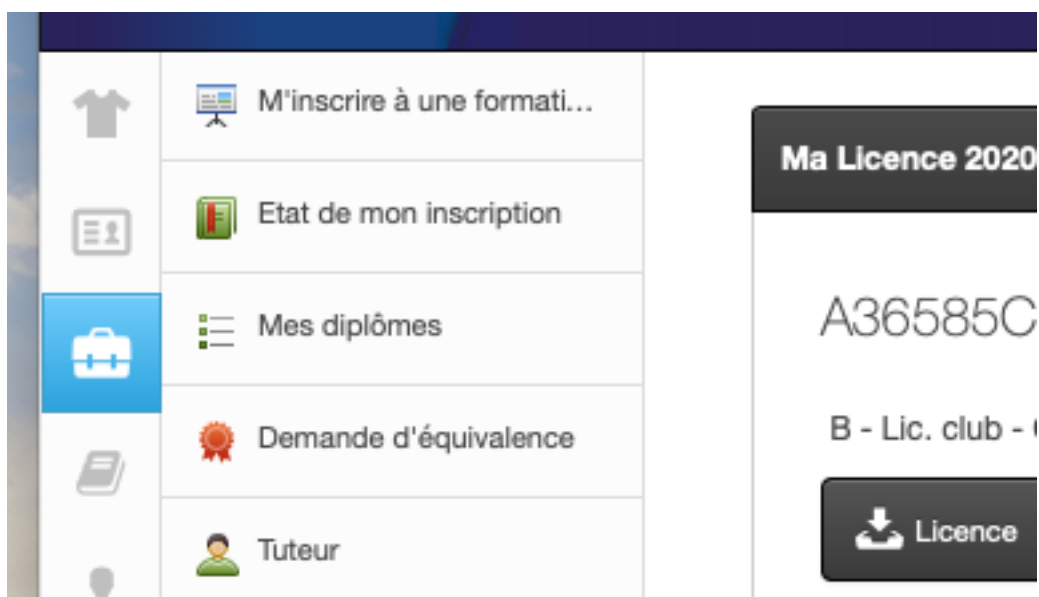 M'inscrire à une formati...
Etat de mon inscription
Mes diplômes
Demande d'équivalence
Tuteur
Ma Licence 2020
A36585C
B - Lic. club -
Licence